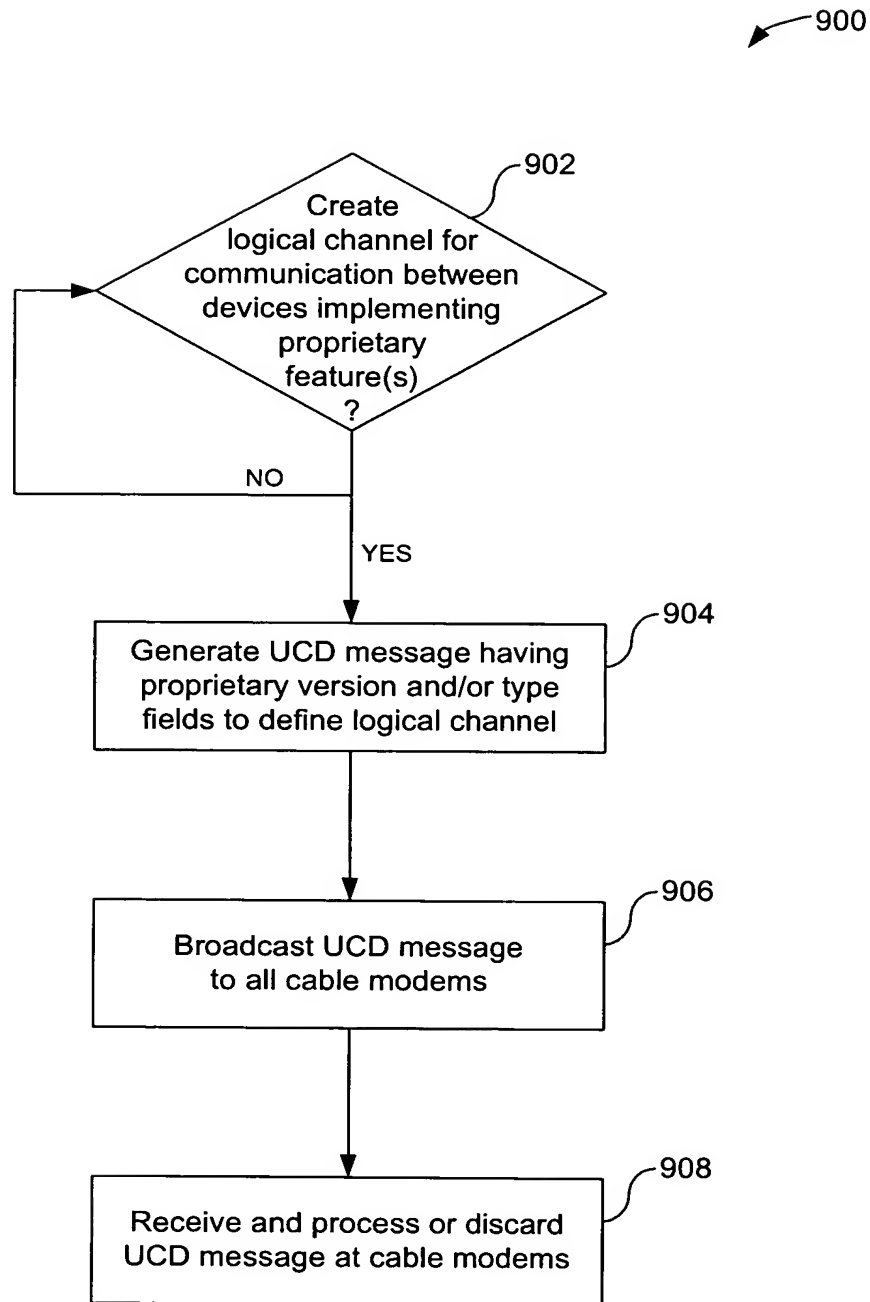 900
902
Create
logical channel for
communication between
devices implementing
proprietary
feature(s)
?
NO
YES
904
Generate UCD message having
proprietary version and/or type
fields to define logical channel
906
Broadcast UCD message
to all cable modems
908
Receive and process or discard
UCD message at cable modems